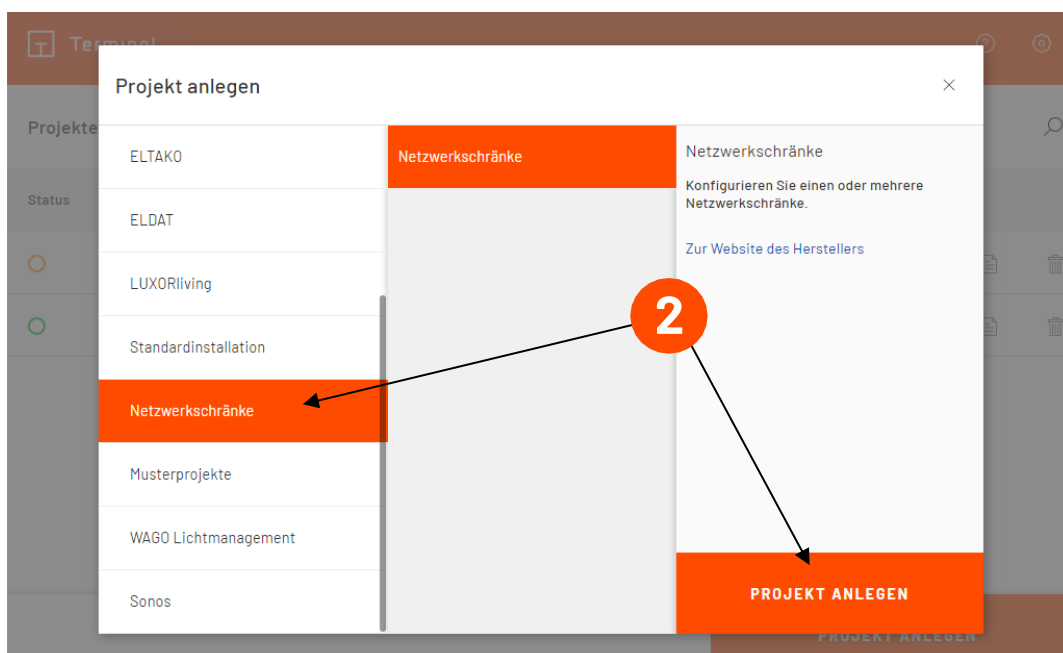 Terminal
Projekt anlegen
Projekte
Status
ELTAKO
ELDAT
LUXORliving
Standardinstallation
Netzwerkschränke
Musterprojekte
WAGO Lichtmanagement
Sonos
Netzwerkschränke
Netzwerkschränke
Konfigurieren Sie einen oder mehrere
Netzwerkschränke.
Zur Website des Herstellers
2
PROJEKT ANLEGEN
PROJEKT ANLEGEN